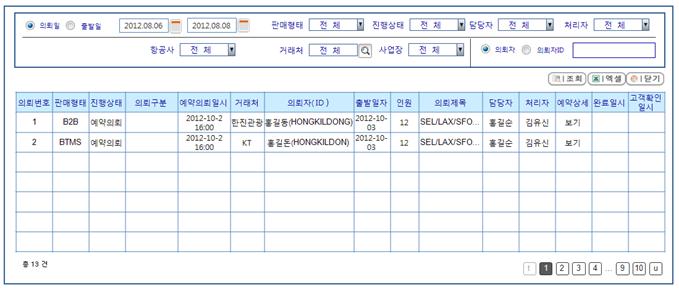 의뢰일 출발일 2012.08.06 2012.08.08 판매형태 전 체 진행상태 전 체 담당자 전 체 처리자 전 체
항공사 전 체 거래처 전 체 사업장 전 체 의뢰자 의뢰자ID
조회 엑셀 닫기
의뢰번호 판매형태 진행상태 의뢰구분 예약의뢰일시 거래처 의뢰자(ID) 출발일자 인원 의뢰제목 담당자 처리자 예약상세 완료일시 고객확인
일시
1 B2B 예약의뢰 2012-10-2 한진관광 홍길동(HONGKILDONG) 2012-10- 12 SEL/LAX/SFO... 홍길순 김유신 보기
16:00 03
2 BTMS 예약의뢰 2012-10-2 KT 홍길돈(HONGKILDON) 2012-10- 12 SEL/LAX/SFO... 홍길순 김유신 보기
16:00 03
총 13 건
1 2 3 4 ... 9 10 u